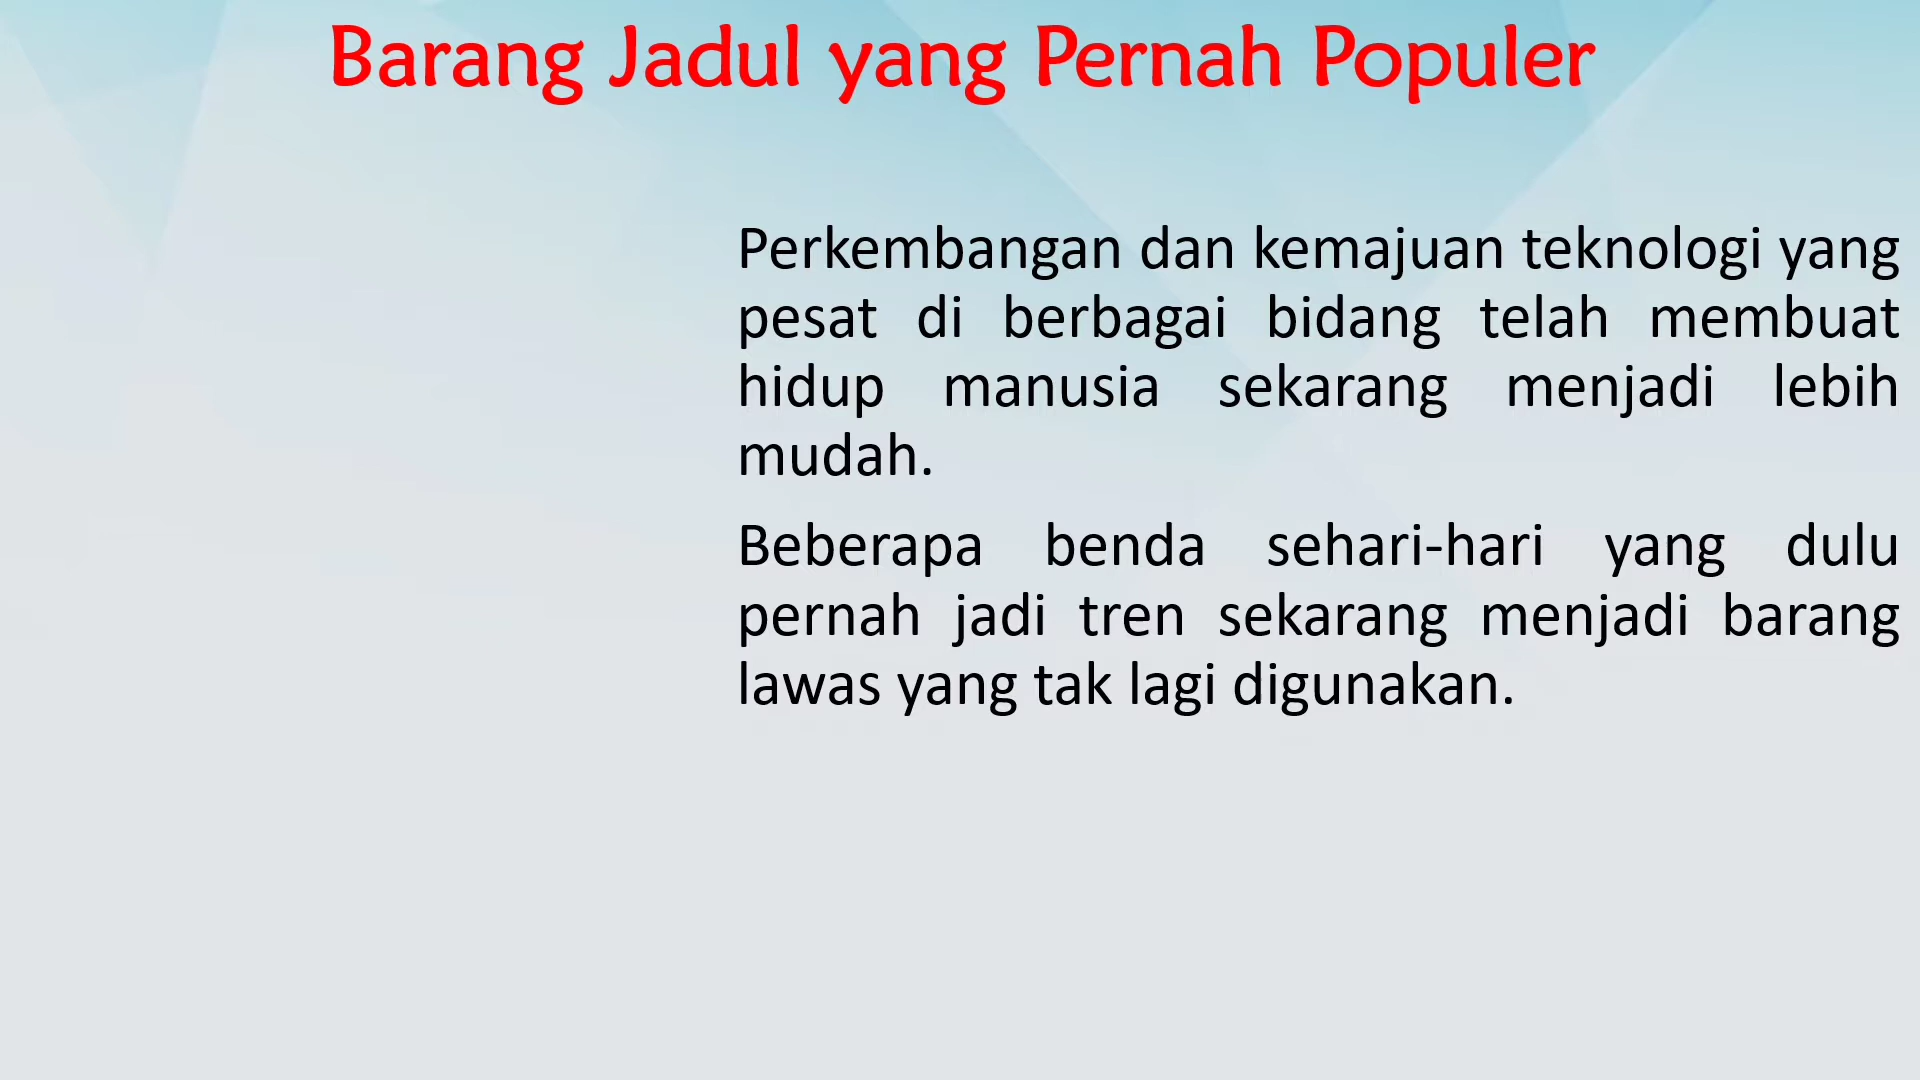 Barang Jadul yang Pernah Populer
Perkembangan dan kemajuan teknologi yang
pesat di berbagai bidang telah membuat
hidup manusia sekarang menjadi lebih
mudah.
Beberapa benda sehari-hari yang dulu
pernah jadi tren sekarang menjadi barang
lawas yang tak lagi digunakan.